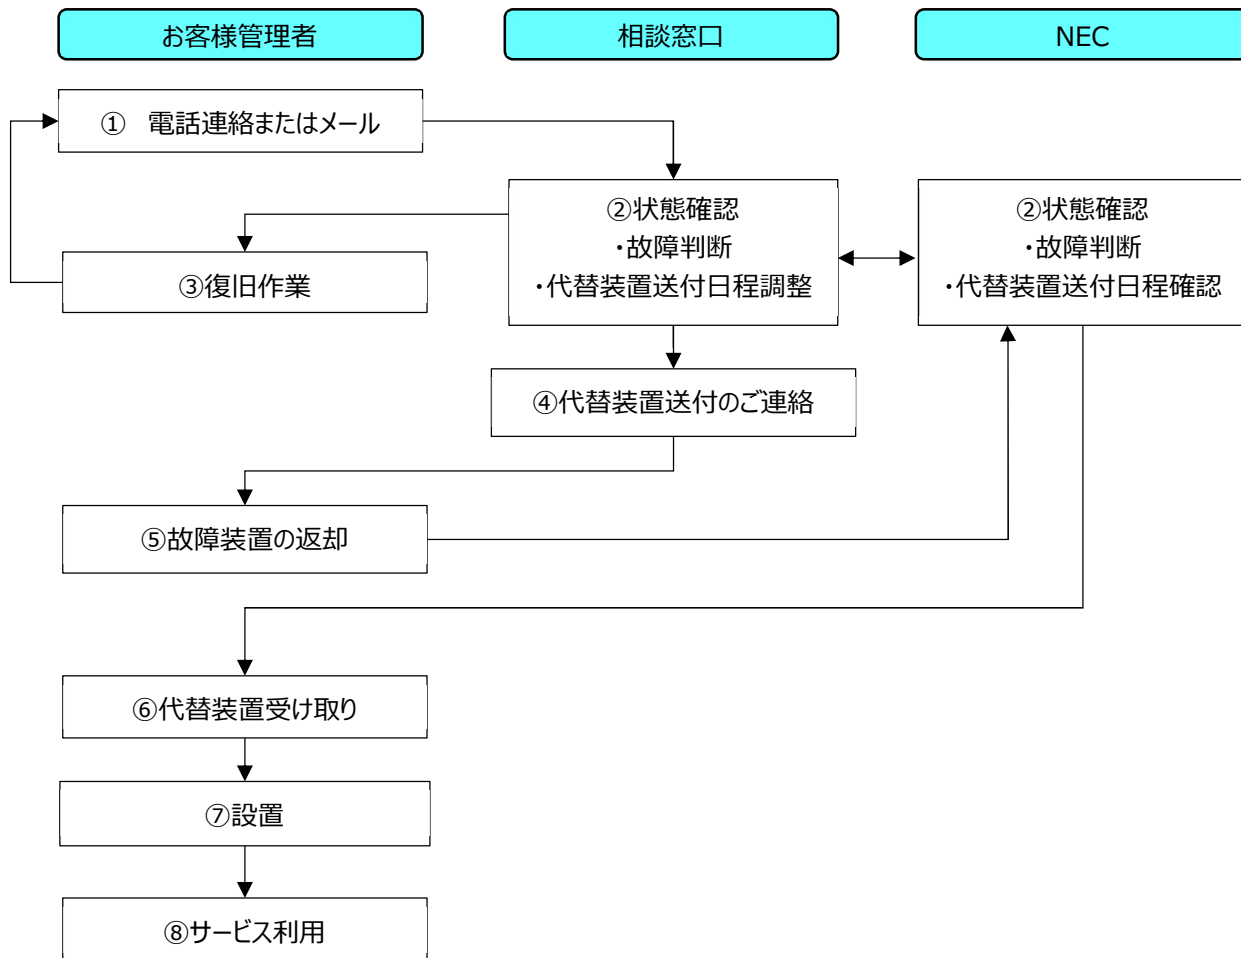 お客様管理者
相談窓口
NEC
① 電話連絡またはメール
②状態確認
・故障判断
・代替装置送付日程調整
②状態確認
・故障判断
・代替装置送付日程確認
③復旧作業
④代替装置送付のご連絡
⑤故障装置の返却
⑥代替装置受け取り
⑦設置
⑧サービス利用